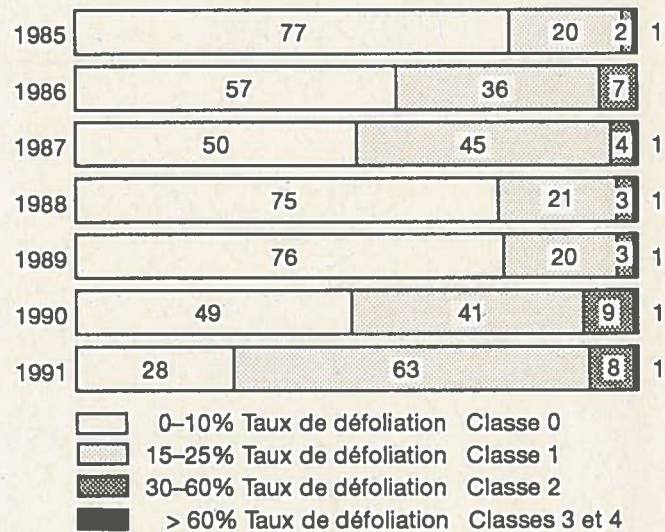 1985 77 20 2 1
1986 57 36 7
1987 50 45 4 1
1988 75 21 3 1
1989 76 20 3 1
1990 49 41 9 1
1991 28 63 8 1
0–10% Taux de défoliation Classe 0
15–25% Taux de défoliation Classe 1
30–60% Taux de défoliation Classe 2
> 60% Taux de défoliation Classes 3 et 4